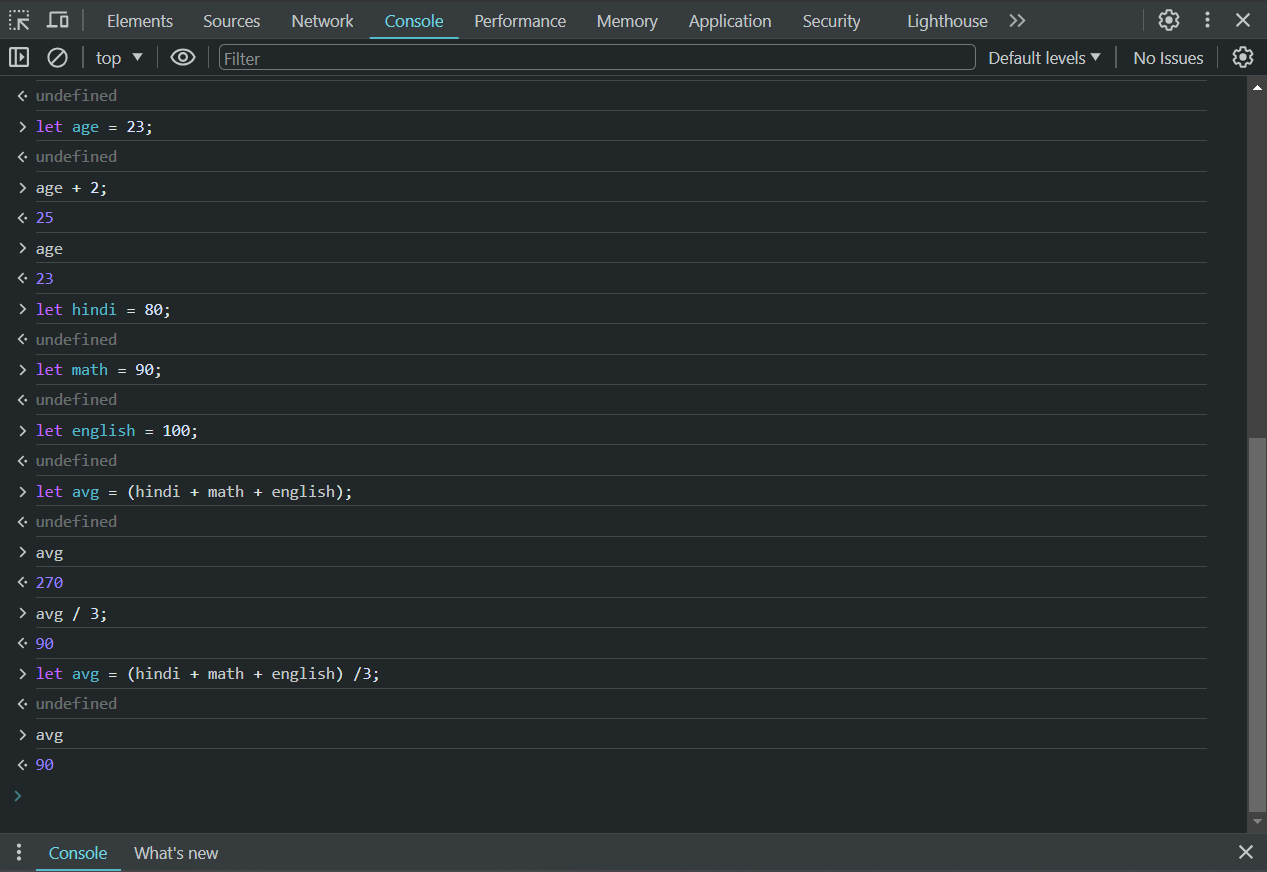 Elements Sources Network Console Performance Memory Application Security Lighthouse
top Filter Default levels No Issues
undefined
let age = 23;
undefined
age + 2;
25
age
23
let hindi = 80;
undefined
let math = 90;
undefined
let english = 100;
undefined
let avg = (hindi + math + english);
undefined
avg
270
avg / 3;
90
let avg = (hindi + math + english) /3;
undefined
avg
90
Console What's new